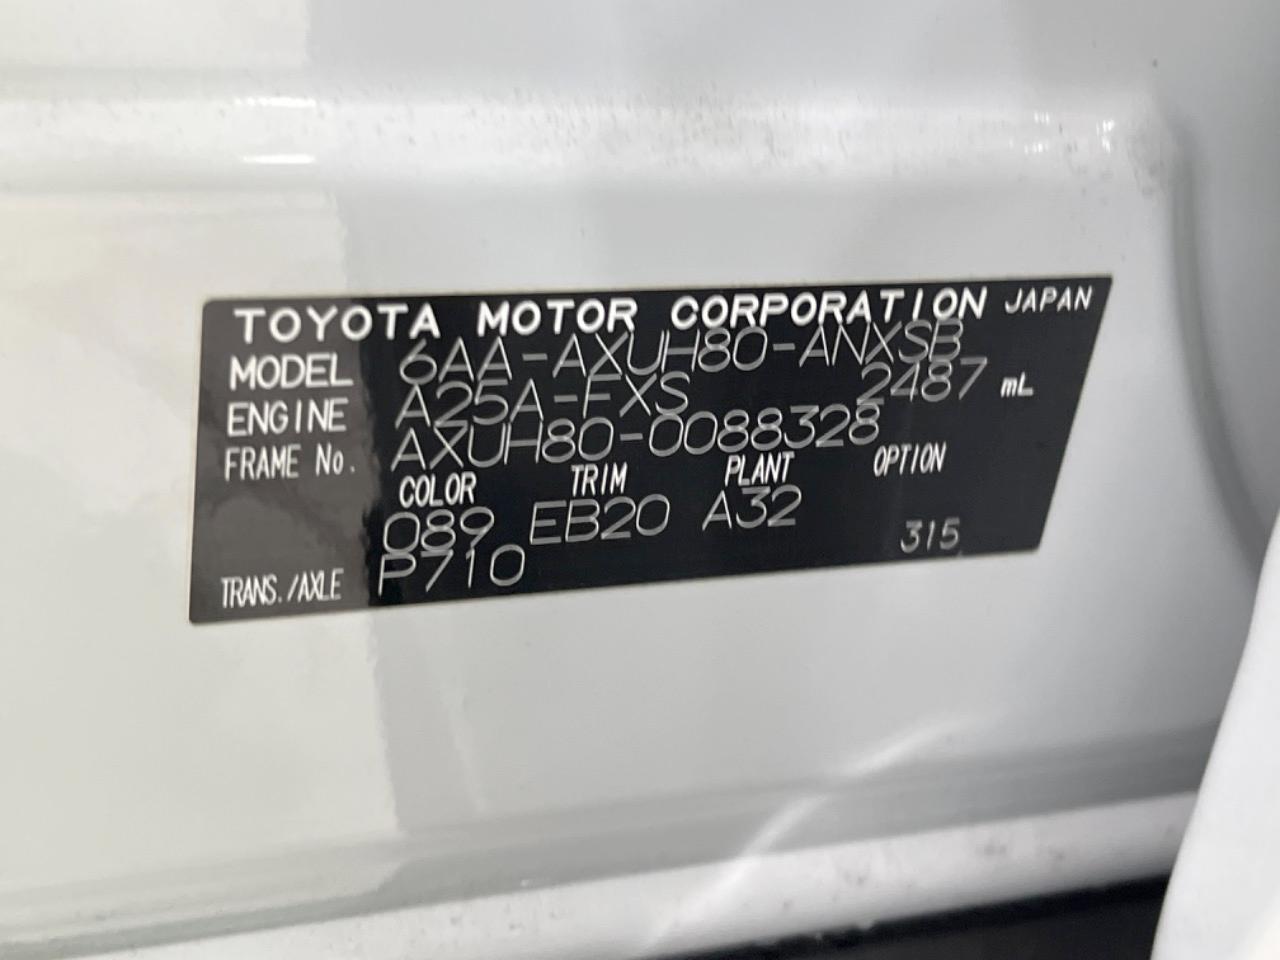 TOYOTA MOTOR CORPORATION JAPAN
MODEL 6AA-AXUH80-ANXSB
ENGINE A25A-FXS 2487 mL
FRAME No. AXUH80-0088328
COLOR TRIM PLANT OPTION
089 EB20 A32
TRANS./AXLE P710 315